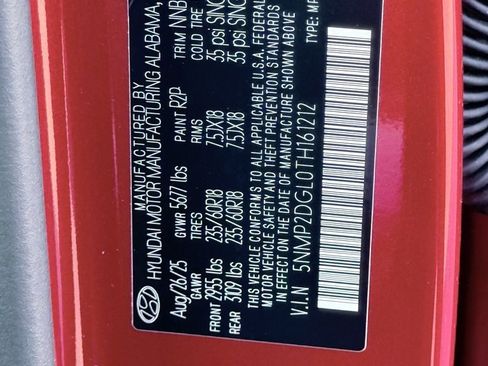 MANUFACTURED BY
HYUNDAI MOTOR MANUFACTURING ALABAMA,
Aug/26/25 GVWR 5677 lbs PAINT R2P TRIM NNB
GAWR TIRES RIMS COLD TIRE
FRONT 2955 lbs 235/60R18 7.5JX18 35 psi
REAR 3109 lbs 235/60R18 7.5JX18 35 psi
THIS VEHICLE CONFORMS TO ALL APPLICABLE U.S.A. FEDERAL
MOTOR VEHICLE SAFETY AND THEFT PREVENTION STANDARDS
IN EFFECT ON THE DATE OF MANUFACTURE SHOWN ABOVE
V.I.N 5NMP2DGL0TH161212 TYPE: